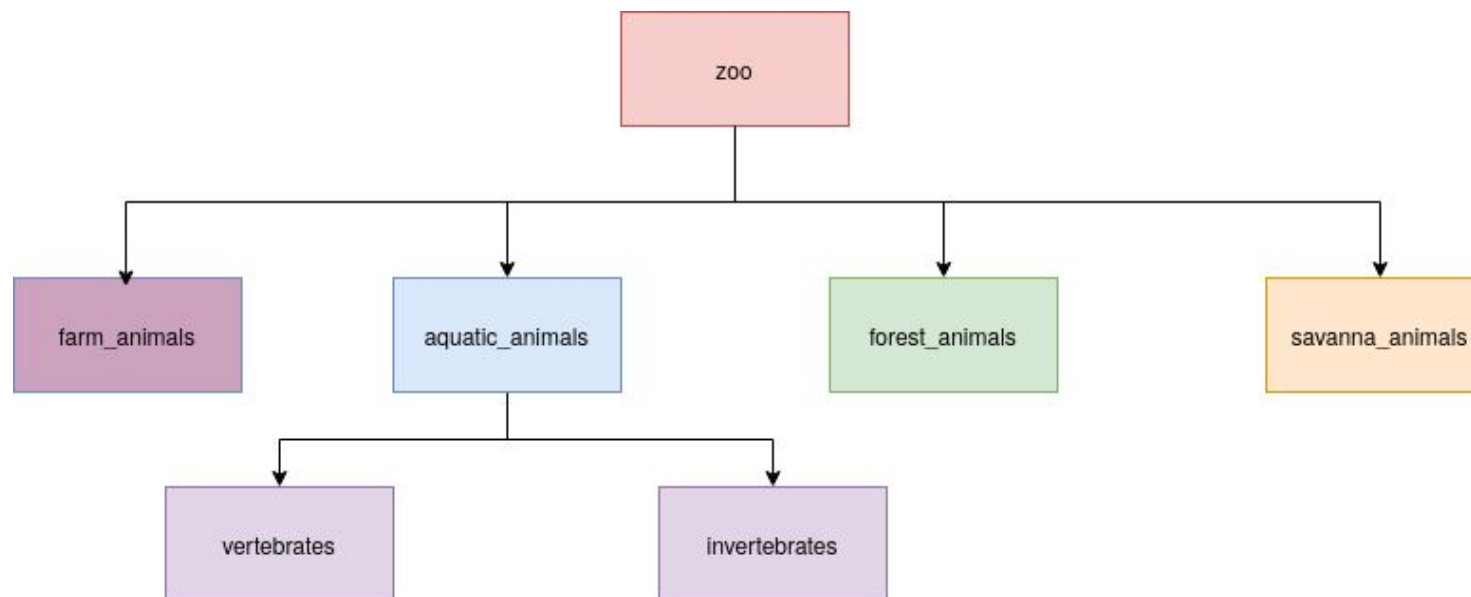 zoo
farm_animals
aquatic_animals
forest_animals
savanna_animals
vertebrates
invertebrates